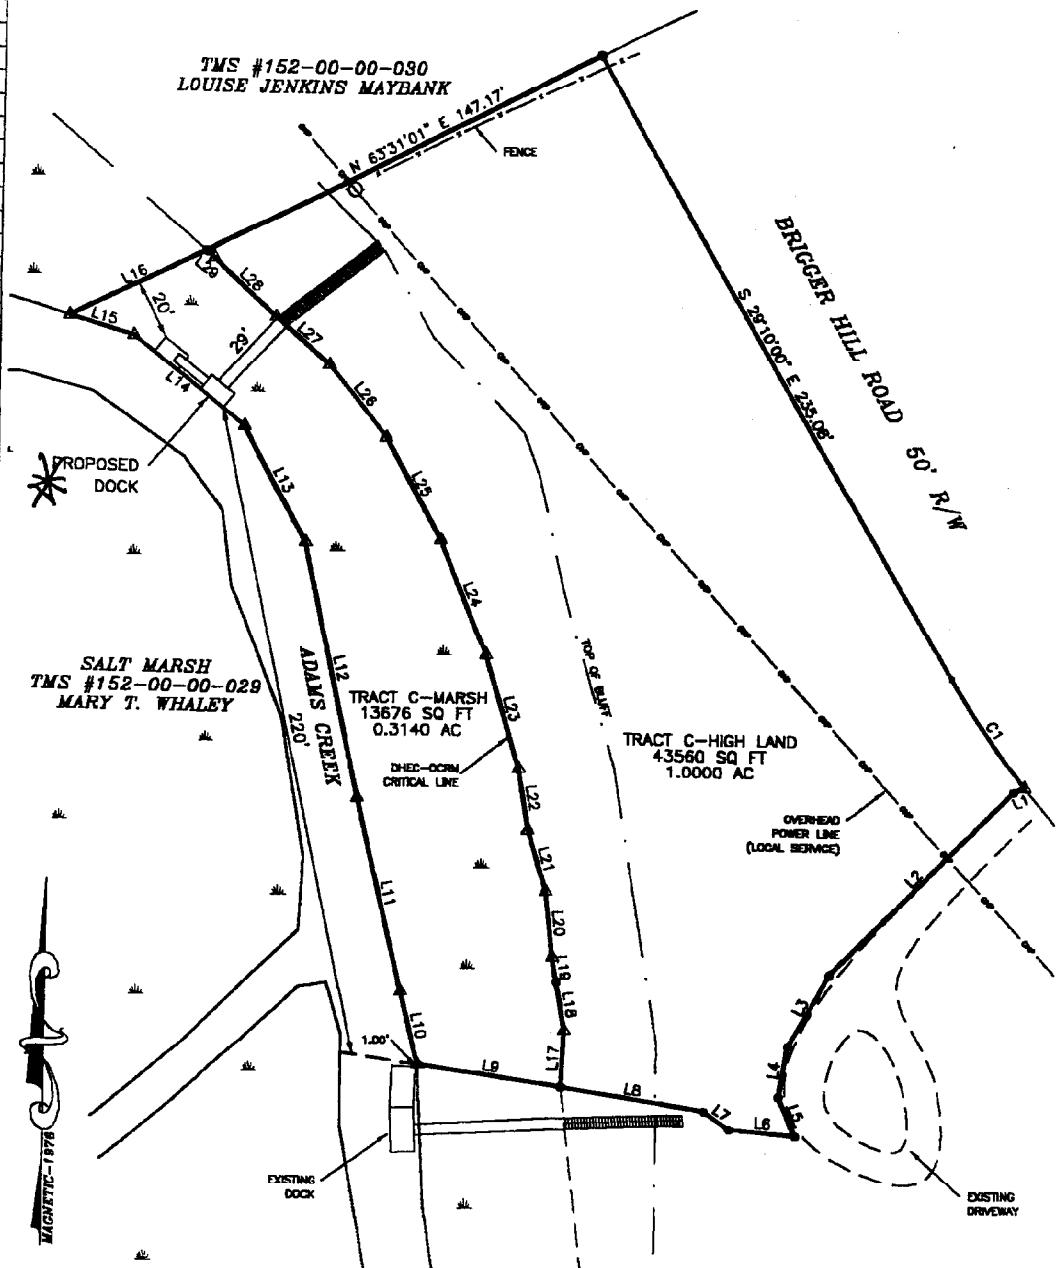 TMS #152-00-00-030
LOUISE JENKINS MAYBANK
N 63°31'01" E 147.17'
FENCE
BRIGGER HILL ROAD 50' R/W
S 29°10'00" E 235.08'
L16
L29
L28
20'
L15
29'
L27
L14
L26
PROPOSED
DOCK
L13
L25
L24
SALT MARSH
TMS #152-00-00-029
MARY T. WHALEY
ADAMS CREEK
220'
L12
TRACT C-MARSH
13676 SQ FT
0.3140 AC
L23
TOP OF BLUFF
DHEC-OCRM
CRITICAL LINE
TRACT C-HIGH LAND
43560 SQ FT
1.0000 AC
C1
L1
L22
OVERHEAD
POWER LINE
(LOCAL SERVICE)
L21
L2
L11
L20
L19
L18
L3
L10
1.00'
L17
L9
L4
L8
L5
L7
L6
EXISTING
DOCK
EXISTING
DRIVEWAY
MAGNETIC-1976